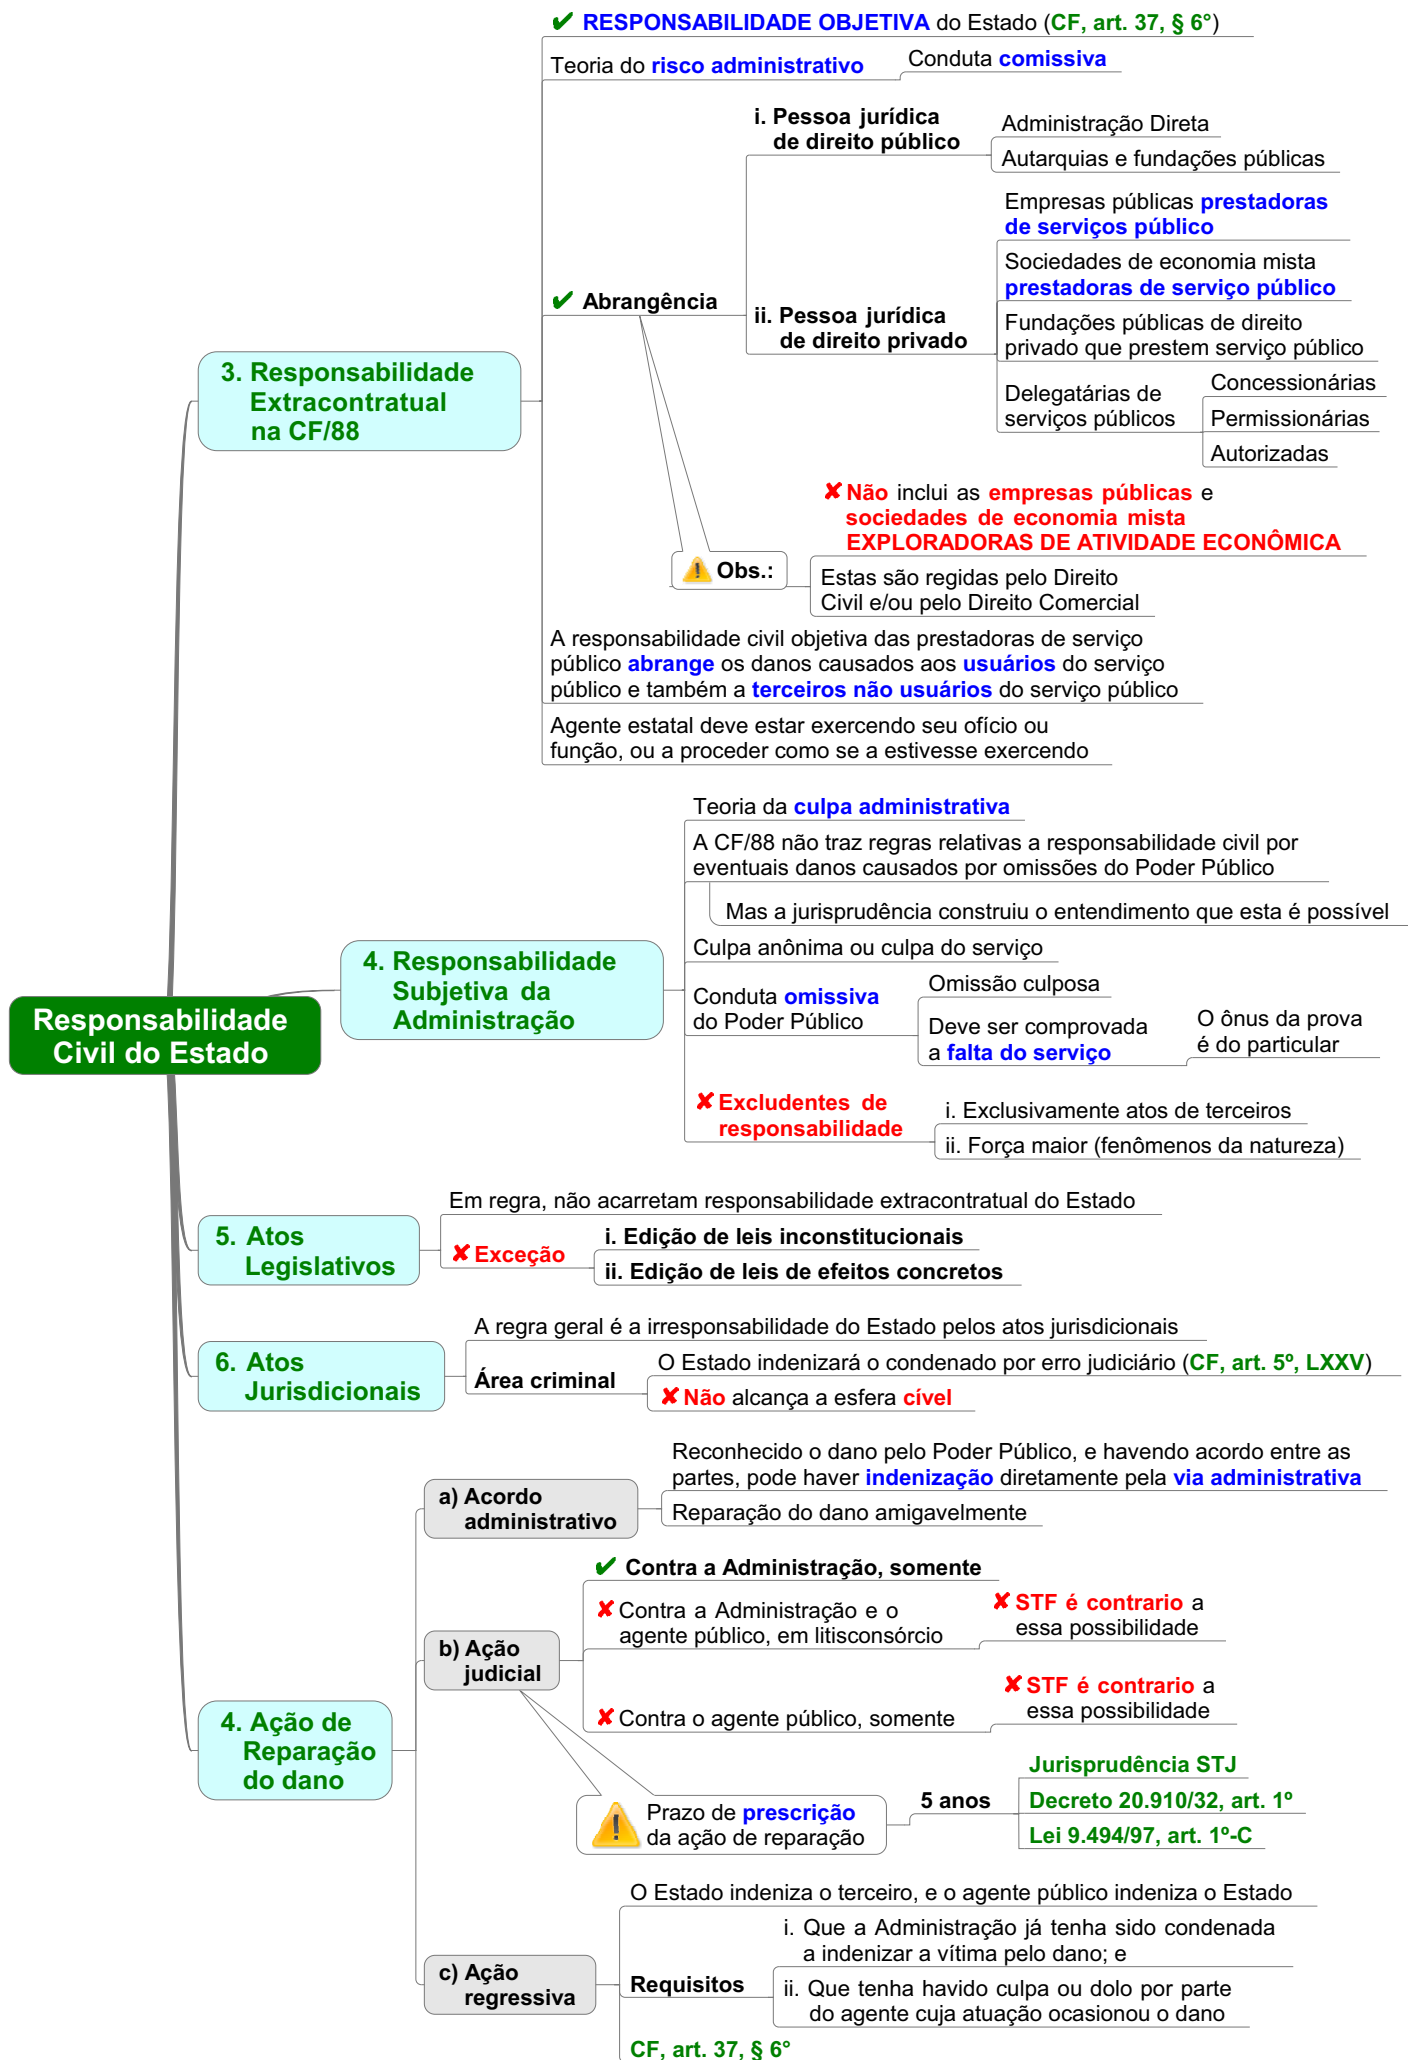 ✔ RESPONSABILIDADE OBJETIVA do Estado (CF, art. 37, § 6°)
Teoria do risco administrativo
Conduta comissiva
i. Pessoa jurídica
de direito público
Administração Direta
Autarquias e fundações públicas
Empresas públicas prestadoras
de serviços público
Sociedades de economia mista
prestadoras de serviço público
✔ Abrangência
ii. Pessoa jurídica
de direito privado
Fundações públicas de direito
privado que prestem serviço público
3. Responsabilidade
Extracontratual
na CF/88
Delegatárias de
serviços públicos
Concessionárias
Permissionárias
Autorizadas
✘ Não inclui as empresas públicas e
sociedades de economia mista
EXPLORADORAS DE ATIVIDADE ECONÔMICA
Obs.:
Estas são regidas pelo Direito
Civil e/ou pelo Direito Comercial
A responsabilidade civil objetiva das prestadoras de serviço
público abrange os danos causados aos usuários do serviço
público e também a terceiros não usuários do serviço público
Agente estatal deve estar exercendo seu ofício ou
função, ou a proceder como se a estivesse exercendo
Teoria da culpa administrativa
A CF/88 não traz regras relativas a responsabilidade civil por
eventuais danos causados por omissões do Poder Público
Mas a jurisprudência construiu o entendimento que esta é possível
Culpa anônima ou culpa do serviço
4. Responsabilidade
Subjetiva da
Administração
Conduta omissiva
do Poder Público
Omissão culposa
Deve ser comprovada
a falta do serviço
O ônus da prova
é do particular
Responsabilidade
Civil do Estado
✘ Excludentes de
responsabilidade
i. Exclusivamente atos de terceiros
ii. Força maior (fenômenos da natureza)
Em regra, não acarretam responsabilidade extracontratual do Estado
5. Atos
Legislativos
✘ Exceção
i. Edição de leis inconstitucionais
ii. Edição de leis de efeitos concretos
A regra geral é a irresponsabilidade do Estado pelos atos jurisdicionais
6. Atos
Jurisdicionais
Área criminal
O Estado indenizará o condenado por erro judiciário (CF, art. 5º, LXXV)
✘ Não alcança a esfera cível
Reconhecido o dano pelo Poder Público, e havendo acordo entre as
partes, pode haver indenização diretamente pela via administrativa
a) Acordo
administrativo
Reparação do dano amigavelmente
✔ Contra a Administração, somente
✘ Contra a Administração e o
agente público, em litisconsórcio
✘ STF é contrario a
essa possibilidade
b) Ação
judicial
✘ Contra o agente público, somente
✘ STF é contrario a
essa possibilidade
4. Ação de
Reparação
do dano
Prazo de prescrição
da ação de reparação
5 anos
Jurisprudência STJ
Decreto 20.910/32, art. 1º
Lei 9.494/97, art. 1º-C
O Estado indeniza o terceiro, e o agente público indeniza o Estado
c) Ação
regressiva
Requisitos
i. Que a Administração já tenha sido condenada
a indenizar a vítima pelo dano; e
ii. Que tenha havido culpa ou dolo por parte
do agente cuja atuação ocasionou o dano
CF, art. 37, § 6°